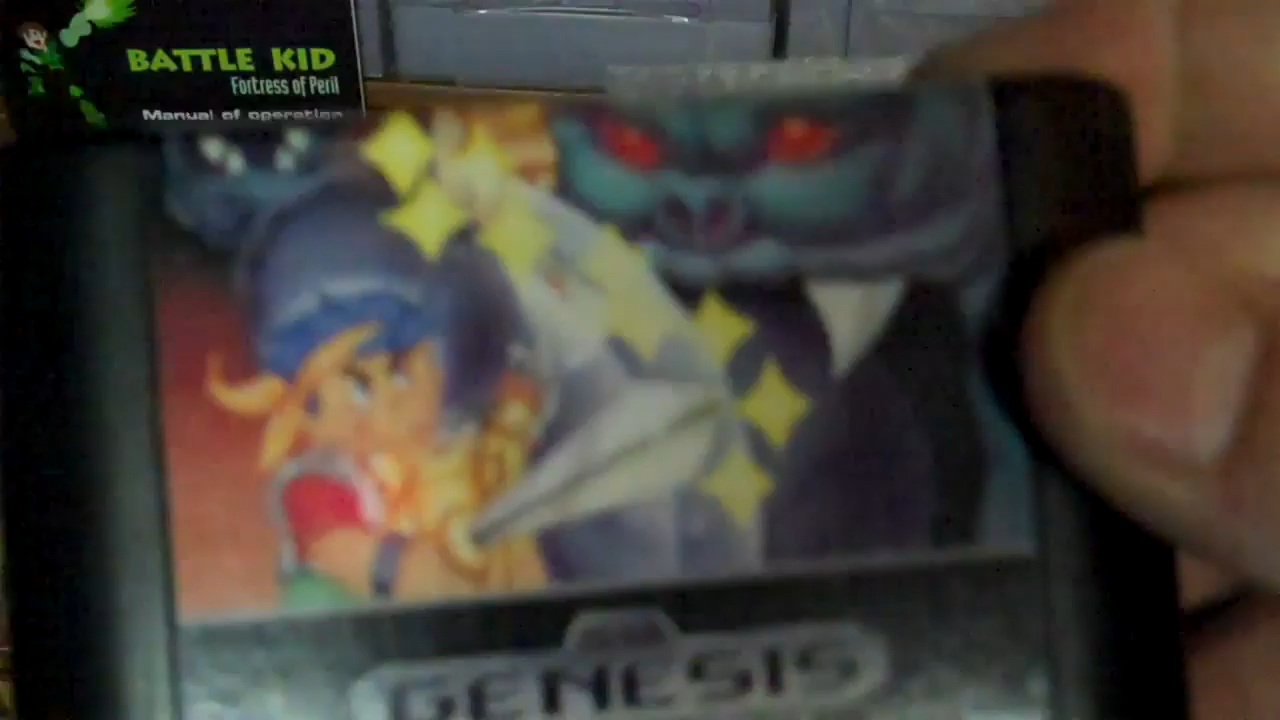 BATTLE KID
Fortress of Peril
Manual of operation
GENESIS